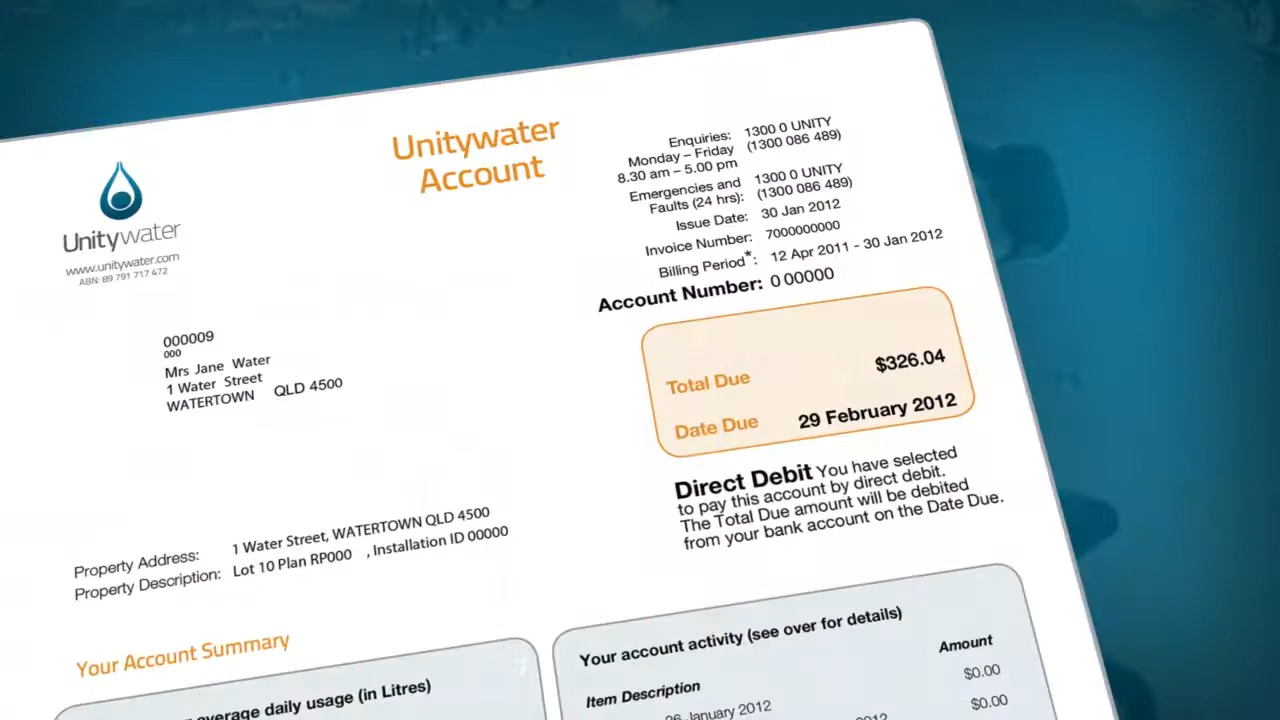 Unitywater
Account
Unitywater
www.unitywater.com
ABN: 89 791 717 472
Enquiries: 1300 0 UNITY
Monday – Friday (1300 086 489)
8.30 am – 5.00 pm
Emergencies and 1300 0 UNITY
Faults (24 hrs): (1300 086 489)
Issue Date: 30 Jan 2012
Invoice Number: 7000000000
Billing Period*: 12 Apr 2011 - 30 Jan 2012
Account Number: 0 00000
000009
000
Mrs Jane Water
1 Water Street
WATERTOWN QLD 4500
Total Due $326.04
Date Due 29 February 2012
Direct Debit You have selected
to pay this account by direct debit.
The Total Due amount will be debited
from your bank account on the Date Due.
Property Address: 1 Water Street, WATERTOWN QLD 4500
Property Description: Lot 10 Plan RP000 , Installation ID 00000
Your Account Summary
average daily usage (in Litres)
Your account activity (see over for details)
Amount
Item Description
$0.00
26 January 2012
$0.00
2012